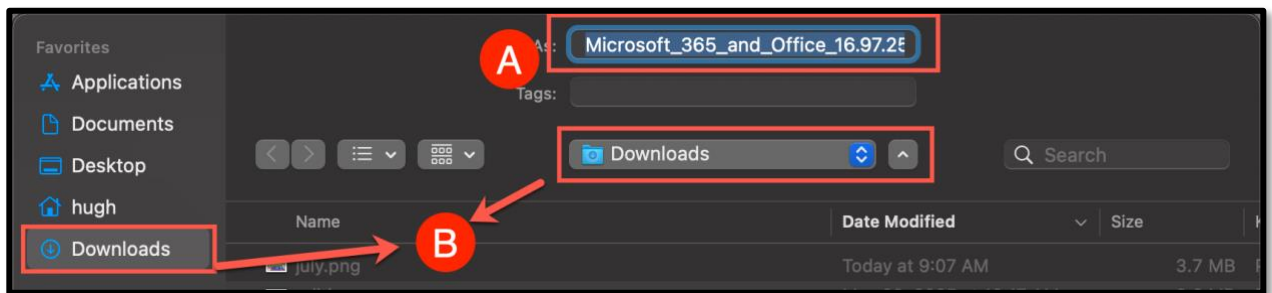 Favorites
Applications
Documents
Desktop
hugh
Downloads
A
As:
Microsoft_365_and_Office_16.97.25
Tags:
Downloads
Search
B
Name
Date Modified
Size
july.png
Today at 9:07 AM
3.7 MB